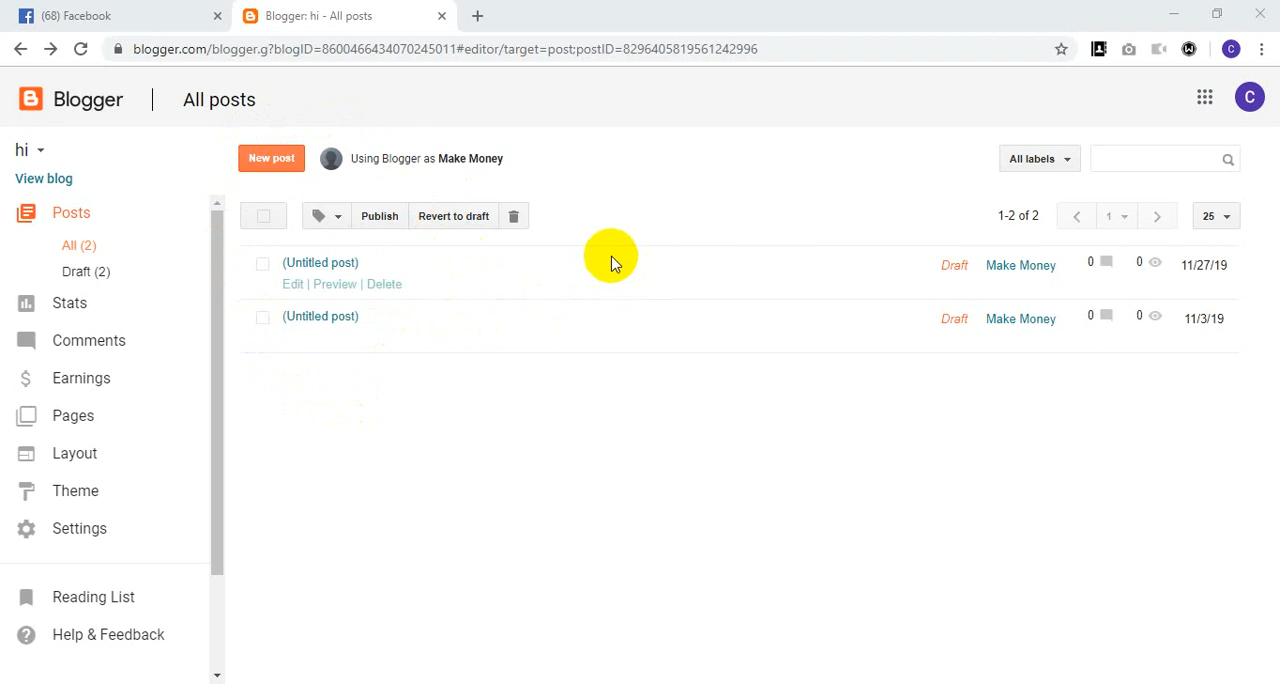 (68) Facebook
Blogger: hi - All posts
blogger.com/blogger.g?blogID=8600466434070245011#editor/target=post;postID=8296405819561242996
C
Blogger
All posts
C
hi
View blog
Posts
All (2)
Draft (2)
Stats
Comments
Earnings
Pages
Layout
Theme
Settings
Reading List
Help & Feedback
New post
Using Blogger as Make Money
All labels
Publish
Revert to draft
1-2 of 2
1
25
(Untitled post)
Edit | Preview | Delete
Draft
Make Money
0
0
11/27/19
(Untitled post)
Draft
Make Money
0
0
11/3/19